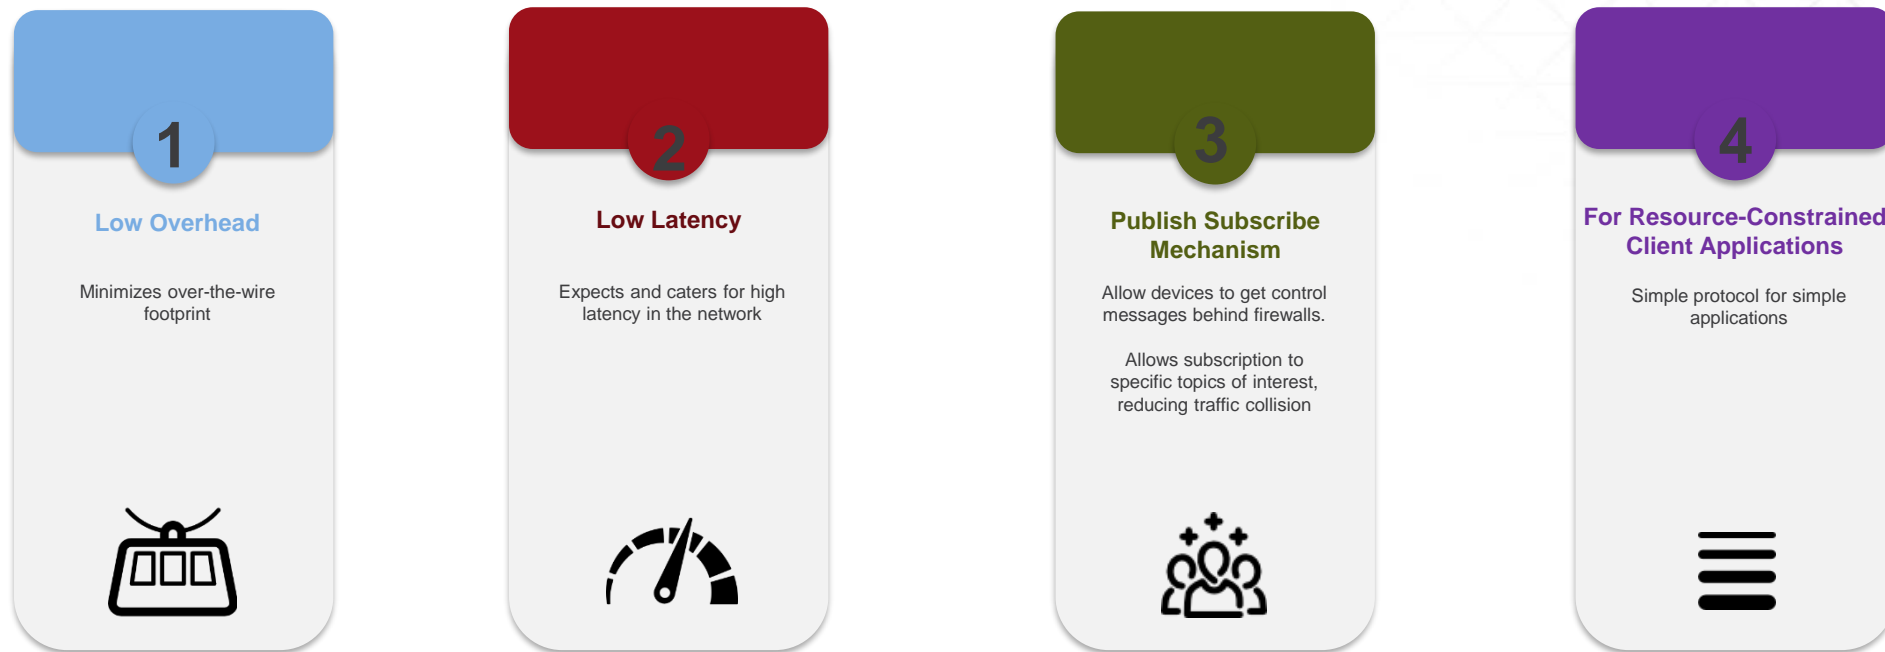 1
Low Overhead
Minimizes over-the-wire
footprint
2
Low Latency
Expects and caters for high
latency in the network
3
Publish Subscribe
Mechanism
Allow devices to get control
messages behind firewalls.
Allows subscription to
specific topics of interest,
reducing traffic collision
4
For Resource-Constrained
Client Applications
Simple protocol for simple
applications